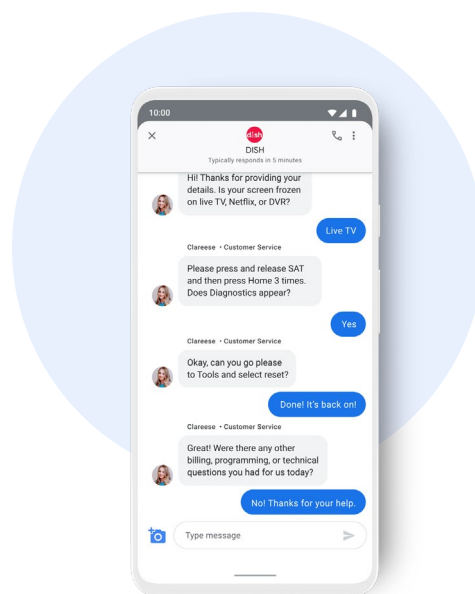 10:00
dish
DISH
Typically responds in 5 minutes
Hi! Thanks for providing your
details. Is your screen frozen
on live TV, Netflix, or DVR?
Live TV
Clareese • Customer Service
Please press and release SAT
and then press Home 3 times.
Does Diagnostics appear?
Yes
Clareese • Customer Service
Okay, can you go please
to Tools and select reset?
Done! It's back on!
Clareese • Customer Service
Great! Were there any other
billing, programming, or technical
questions you had for us today?
No! Thanks for your help.
Type message